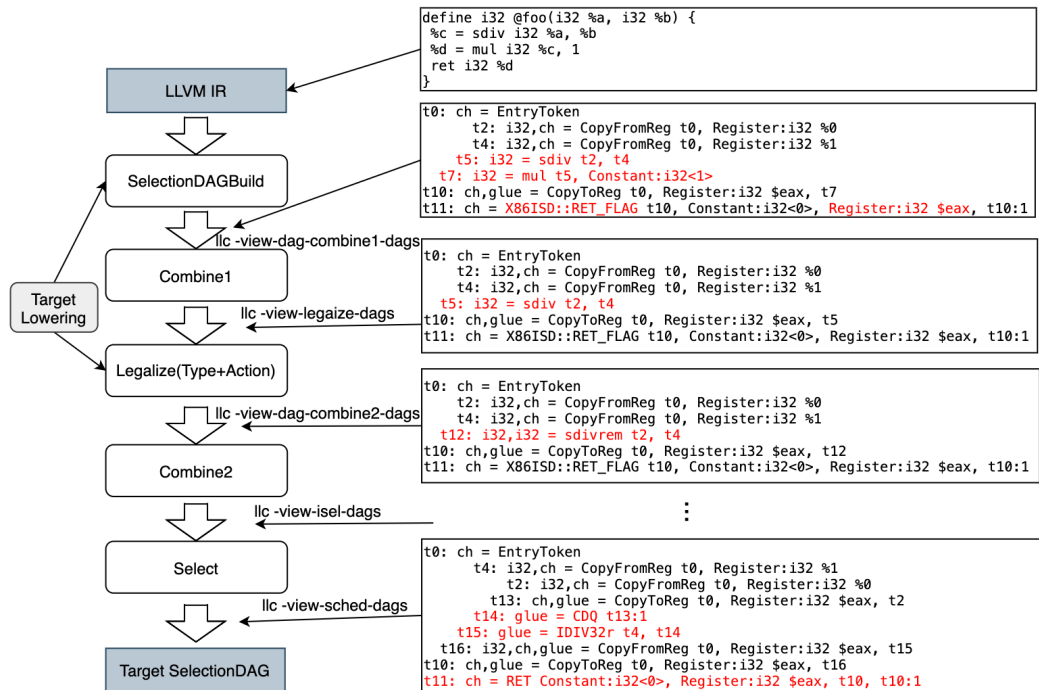 define i32 @foo(i32 %a, i32 %b) {
%c = sdiv i32 %a, %b
%d = mul i32 %c, 1
ret i32 %d
}
LLVM IR
t0: ch = EntryToken
t2: i32,ch = CopyFromReg t0, Register:i32 %0
t4: i32,ch = CopyFromReg t0, Register:i32 %1
t5: i32 = sdiv t2, t4
t7: i32 = mul t5, Constant:i32<1>
t10: ch,glue = CopyToReg t0, Register:i32 $eax, t7
t11: ch = X86ISD::RET_FLAG t10, Constant:i32<0>, Register:i32 $eax, t10:1
SelectionDAGBuild
llc -view-dag-combine1-dags
Combine1
t0: ch = EntryToken
t2: i32,ch = CopyFromReg t0, Register:i32 %0
t4: i32,ch = CopyFromReg t0, Register:i32 %1
t5: i32 = sdiv t2, t4
t10: ch,glue = CopyToReg t0, Register:i32 $eax, t5
t11: ch = X86ISD::RET_FLAG t10, Constant:i32<0>, Register:i32 $eax, t10:1
Target
Lowering
llc -view-legaize-dags
Legalize(Type+Action)
llc -view-dag-combine2-dags
t0: ch = EntryToken
t2: i32,ch = CopyFromReg t0, Register:i32 %0
t4: i32,ch = CopyFromReg t0, Register:i32 %1
t12: i32,i32 = sdivrem t2, t4
t10: ch,glue = CopyToReg t0, Register:i32 $eax, t12
t11: ch = X86ISD::RET_FLAG t10, Constant:i32<0>, Register:i32 $eax, t10:1
Combine2
llc -view-isel-dags
⋮
Select
t0: ch = EntryToken
t4: i32,ch = CopyFromReg t0, Register:i32 %1
t2: i32,ch = CopyFromReg t0, Register:i32 %0
t13: ch,glue = CopyToReg t0, Register:i32 $eax, t2
t14: glue = CDQ t13:1
t15: glue = IDIV32r t4, t14
t16: i32,ch,glue = CopyFromReg t0, Register:i32 $eax, t15
t10: ch,glue = CopyToReg t0, Register:i32 $eax, t16
t11: ch = RET Constant:i32<0>, Register:i32 $eax, t10, t10:1
llc -view-sched-dags
Target SelectionDAG